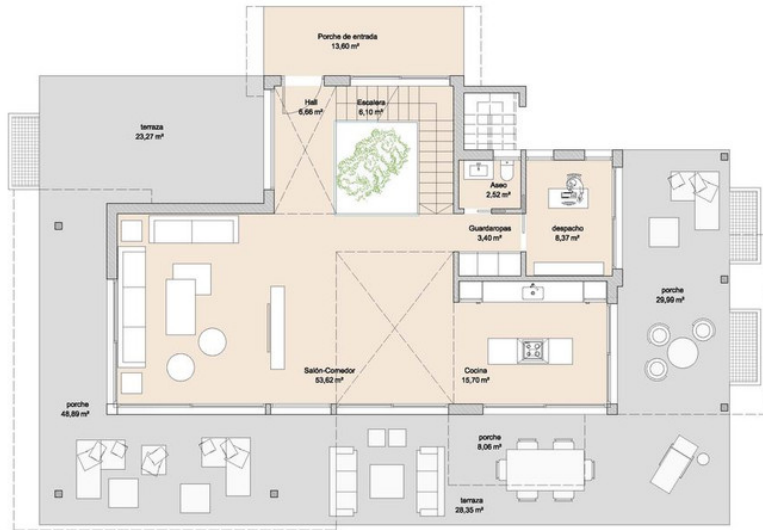 Porche de entrada
13,60 m²
Hall
6,66 m²
Escalera
6,10 m²
terraza
23,27 m²
Aseo
2,52 m²
Guardaropas
3,40 m²
despacho
8,37 m²
porche
29,99 m²
Salón-Comedor
53,62 m²
Cocina
15,70 m²
porche
48,89 m²
porche
8,06 m²
terraza
28,35 m²